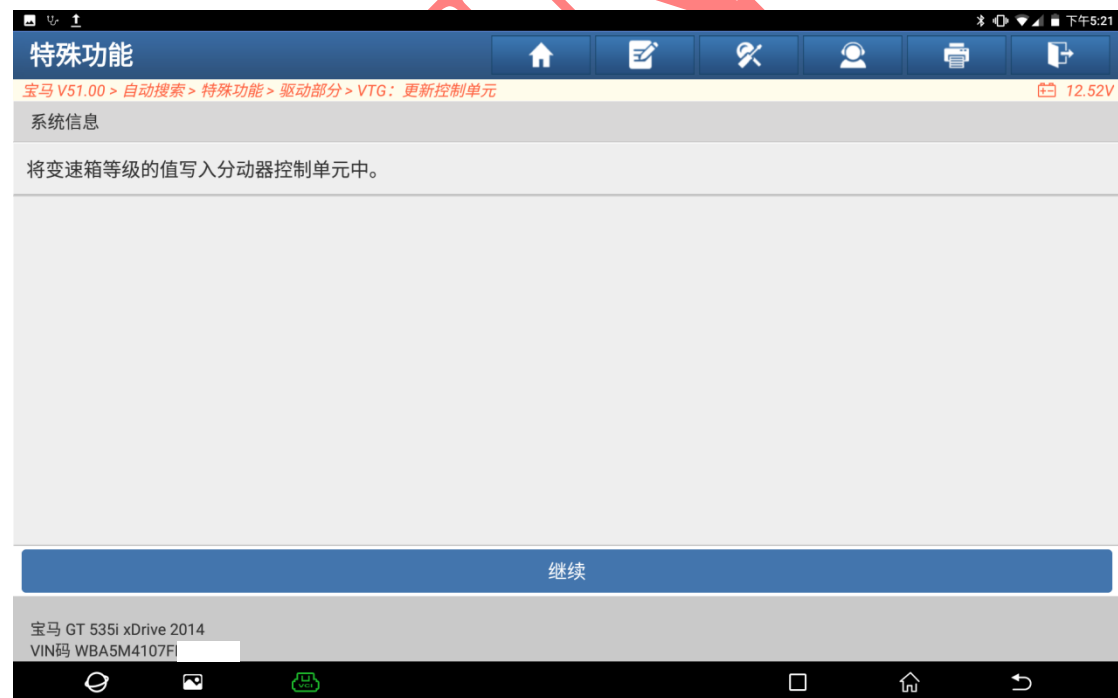 下午5:21
特殊功能
宝马 V51.00 > 自动搜索 > 特殊功能 > 驱动部分 > VTG：更新控制单元
12.52V
系统信息
将变速箱等级的值写入分动器控制单元中。
继续
宝马 GT 535i xDrive 2014
VIN码 WBA5M4107F
VCI